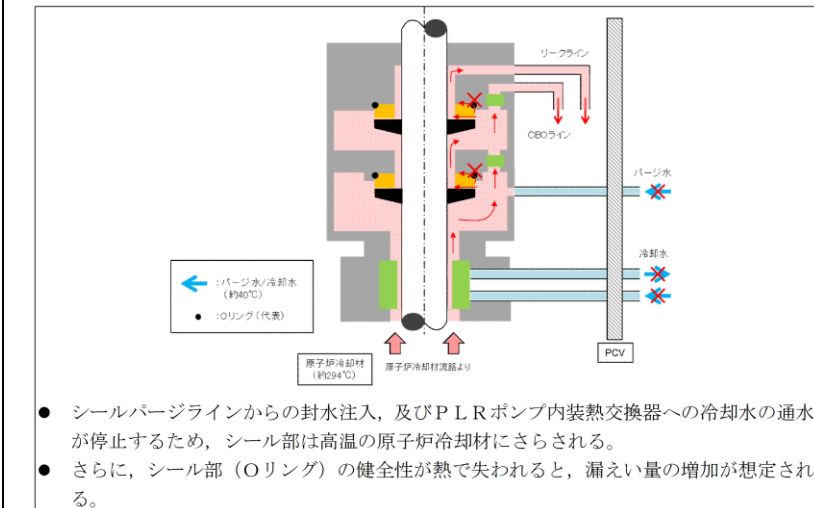 リークライン
CBOライン
パージ水
冷却水
:パージ水/冷却水
(約40℃)
:Oリング(代表)
PCV
原子炉冷却材
(約294℃)
原子炉冷却材流路より
● シールパージラインからの封水注入，及びＰＬＲポンプ内装熱交換器への冷却水の通水
が停止するため，シール部は高温の原子炉冷却材にさらされる。
● さらに，シール部（Ｏリング）の健全性が熱で失われると，漏えい量の増加が想定され
る。